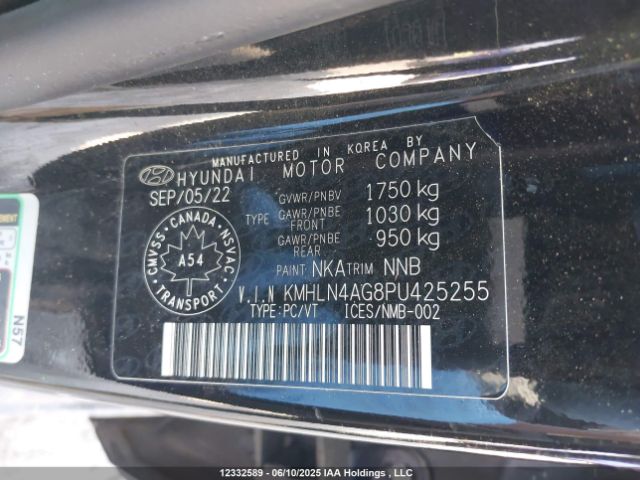 MANUFACTURED IN KOREA BY
HYUNDAI MOTOR COMPANY
SEP/05/22 GVWR/PNBV 1750 kg
TYPE GAWR/PNBE FRONT 1030 kg
GAWR/PNBE REAR 950 kg
CMVSS · CANADA · NSVAC · TRANSPORT · A54
PAINT NKA TRIM NNB
V.I.N KMHLN4AG8PU425255
TYPE:PC/VT ICES/NMB-002
N57
12332589 - 06/10/2025 IAA Holdings , LLC